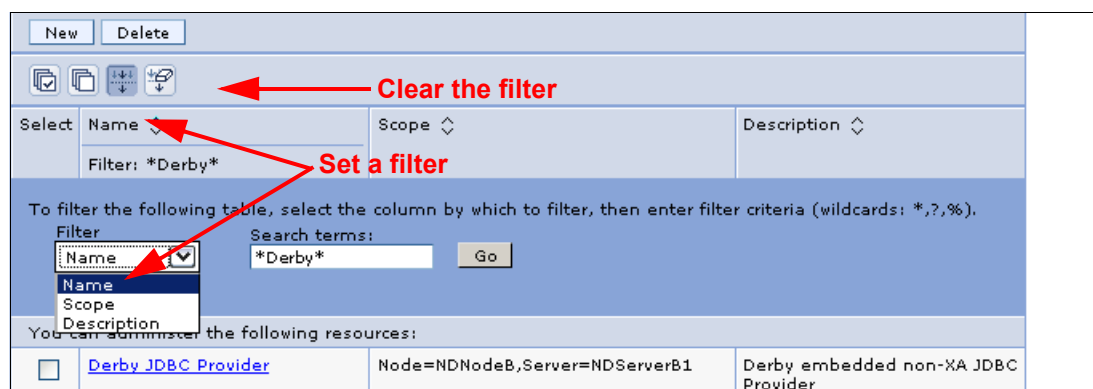 New Delete
Clear the filter
Select Name Scope Description
Filter: *Derby*
Set a filter
To filter the following table, select the column by which to filter, then enter filter criteria (wildcards: *,?,%).
Filter Search terms:
Name *Derby* Go
Name
Scope
Description
You can administer the following resources:
Derby JDBC Provider Node=NDNodeB,Server=NDServerB1 Derby embedded non-XA JDBC
Provider